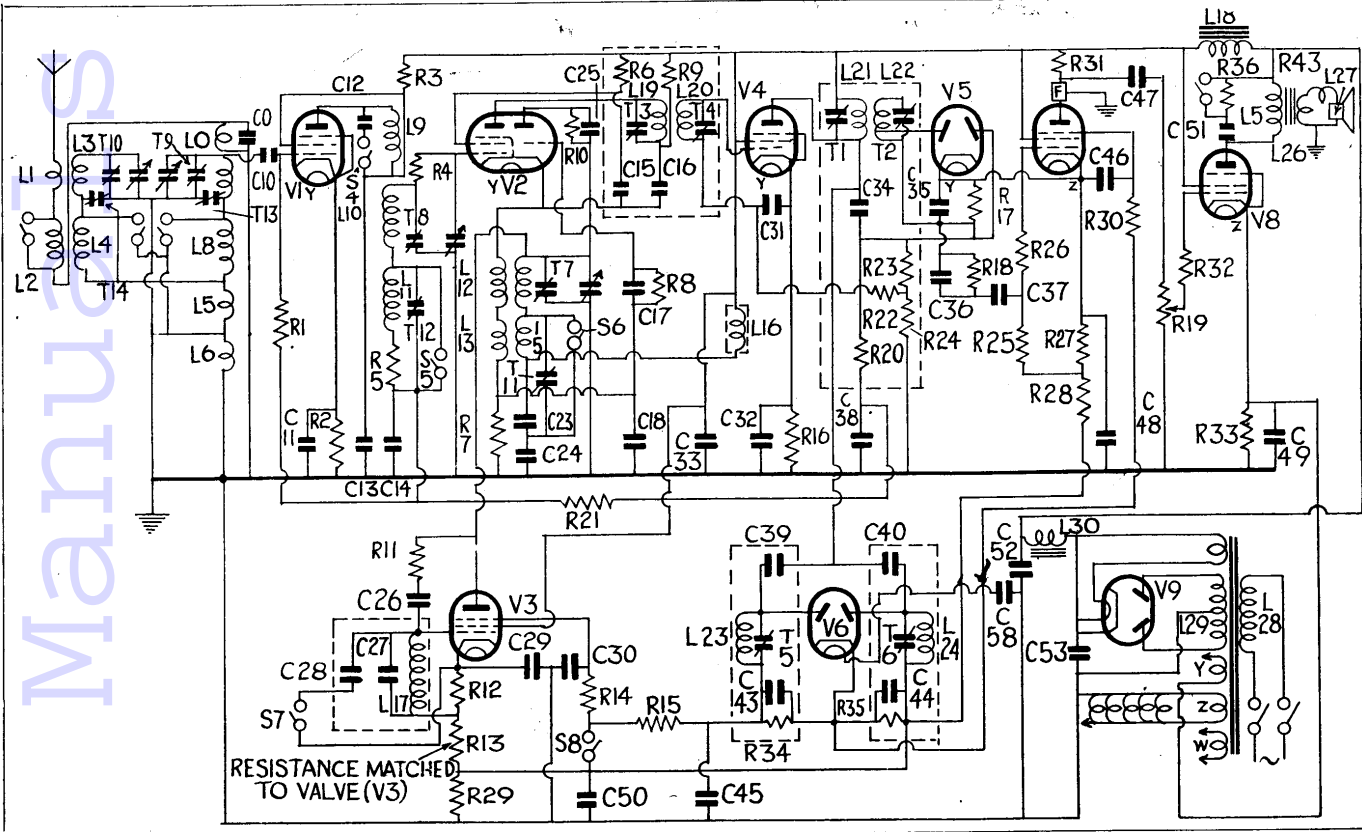 Manuals
L18
R36
R43
L27
R31
F
C47
L5
C51
L26
V8
Z
C12
R3
C0
C25
R6
R9
L19
L20
T3
T4
V4
L21
L22
V5
L3
T10
T9
L0
L9
C10
V1
Y
S4
L10
R4
Y
V2
R10
C15
C16
Y
T1
T2
Y
Z
C46
L1
T13
T8
C31
C34
C35
R17
R30
L2
L4
L8
T14
L12
T7
R8
R23
R18
R26
R32
L5
R1
L11
T12
L13
15
S6
C17
L16
R22
C36
C37
R19
L6
R5
S5
T11
R20
R24
R25
R27
R28
C11
R2
R7
C23
C18
C33
C32
R16
C38
C48
R33
C49
C24
C13
C14
R21
R11
C39
C40
C52
L30
C26
V3
V9
C28
C27
C29
C30
L23
T5
V6
T6
L24
C58
L29
L28
C53
L17
R12
R14
R15
C43
R35
C44
Y
Z
W
S7
R13
S8
R34
RESISTANCE MATCHED
TO VALVE (V3)
R29
C50
C45